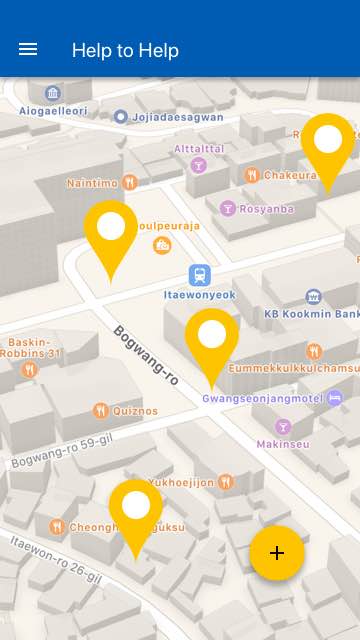 Help to Help
Aiogaelleori
Jojiadaesagwan
Alttalttal
Chakeura
Naintimo
Rosyanba
oulpeuraja
Itaewonyeok
KB Kookmin Bank
Bogwang-ro
Baskin-
Robbins 31
Eummekkulkkulchamsu
Gwangseonjangmotel
Quiznos
Makinseu
Bogwang-ro 59-gil
Yukhoejijon
Cheongh
guksu
Itaewon-ro 26-gil
+